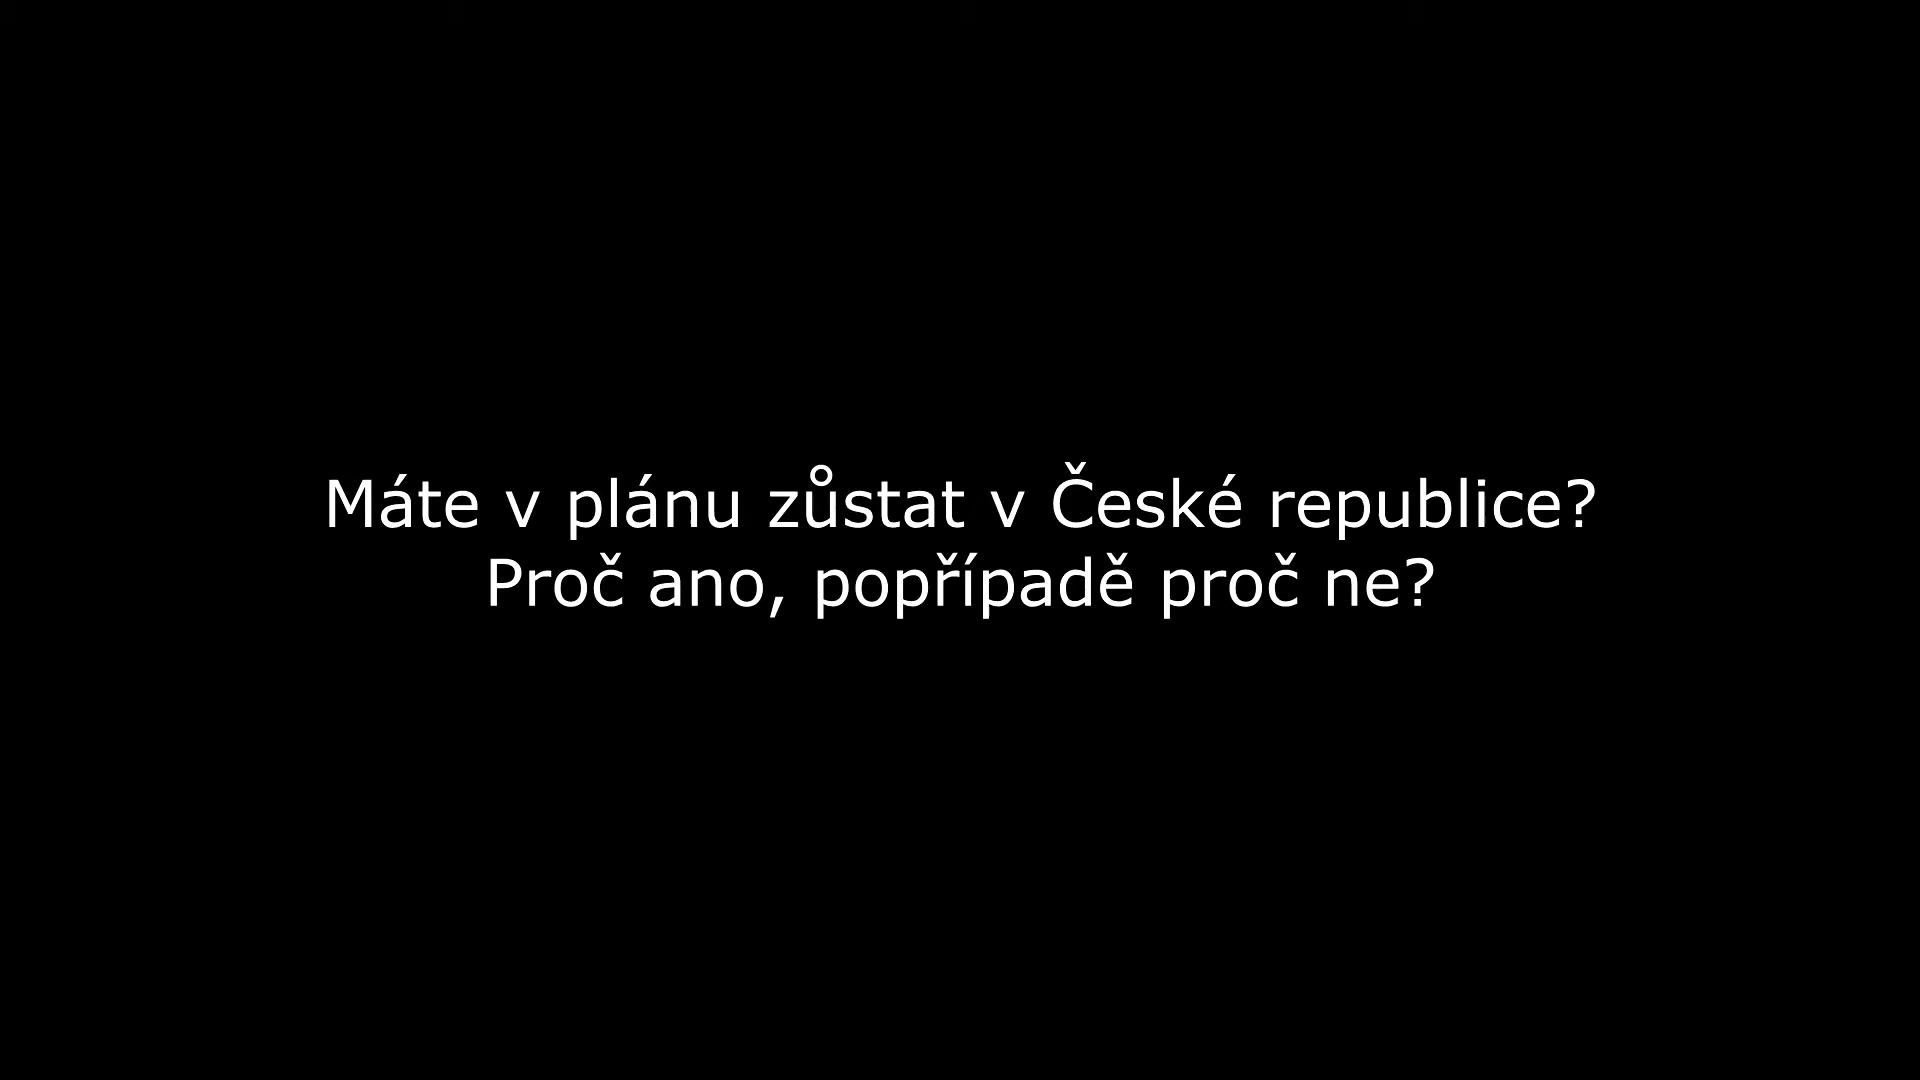 Máte v plánu zůstat v České republice?
Proč ano, popřípadě proč ne?